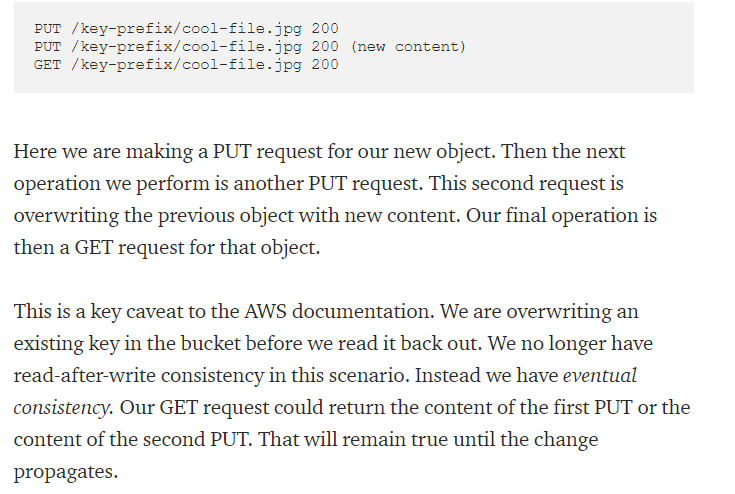 PUT /key-prefix/cool-file.jpg 200
PUT /key-prefix/cool-file.jpg 200 (new content)
GET /key-prefix/cool-file.jpg 200
Here we are making a PUT request for our new object. Then the next
operation we perform is another PUT request. This second request is
overwriting the previous object with new content. Our final operation is
then a GET request for that object.
This is a key caveat to the AWS documentation. We are overwriting an
existing key in the bucket before we read it back out. We no longer have
read-after-write consistency in this scenario. Instead we have eventual
consistency. Our GET request could return the content of the first PUT or the
content of the second PUT. That will remain true until the change
propagates.